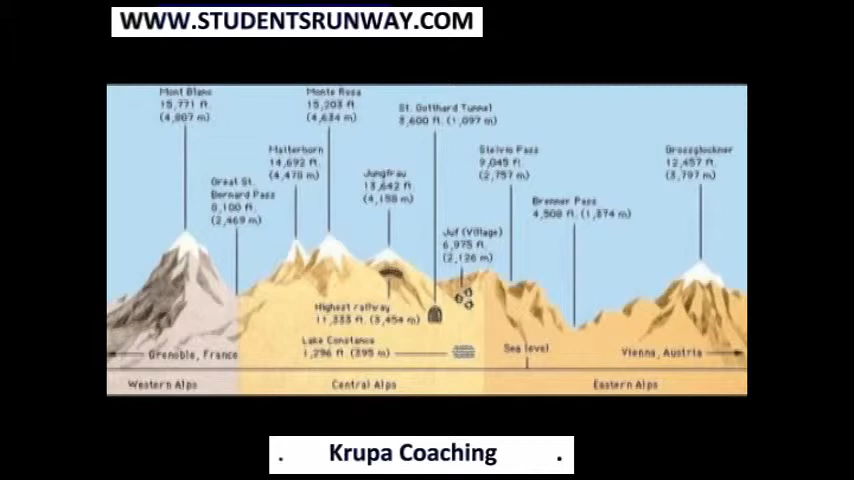 WWW.STUDENTSRUNWAY.COM
Mont Blanc
15,771 ft.
(4,807 m)
Monte Rosa
15,203 ft.
(4,634 m)
St. Gotthard Tunnel
3,600 ft. (1,097 m)
Matterhorn
14,692 ft.
(4,478 m)
Stelvio Pass
9,045 ft.
(2,757 m)
Grossglockner
12,457 ft.
(3,797 m)
Jungfrau
13,642 ft.
(4,158 m)
Great St.
Bernard Pass
8,100 ft.
(2,469 m)
Brenner Pass
4,508 ft. (1,374 m)
Juf (Village)
6,975 ft.
(2,126 m)
Highest railway
11,333 ft. (3,454 m)
Lake Constance
1,296 ft. (395 m)
Sea level
Grenoble, France
Vienna, Austria
Western Alps
Central Alps
Eastern Alps
. Krupa Coaching .